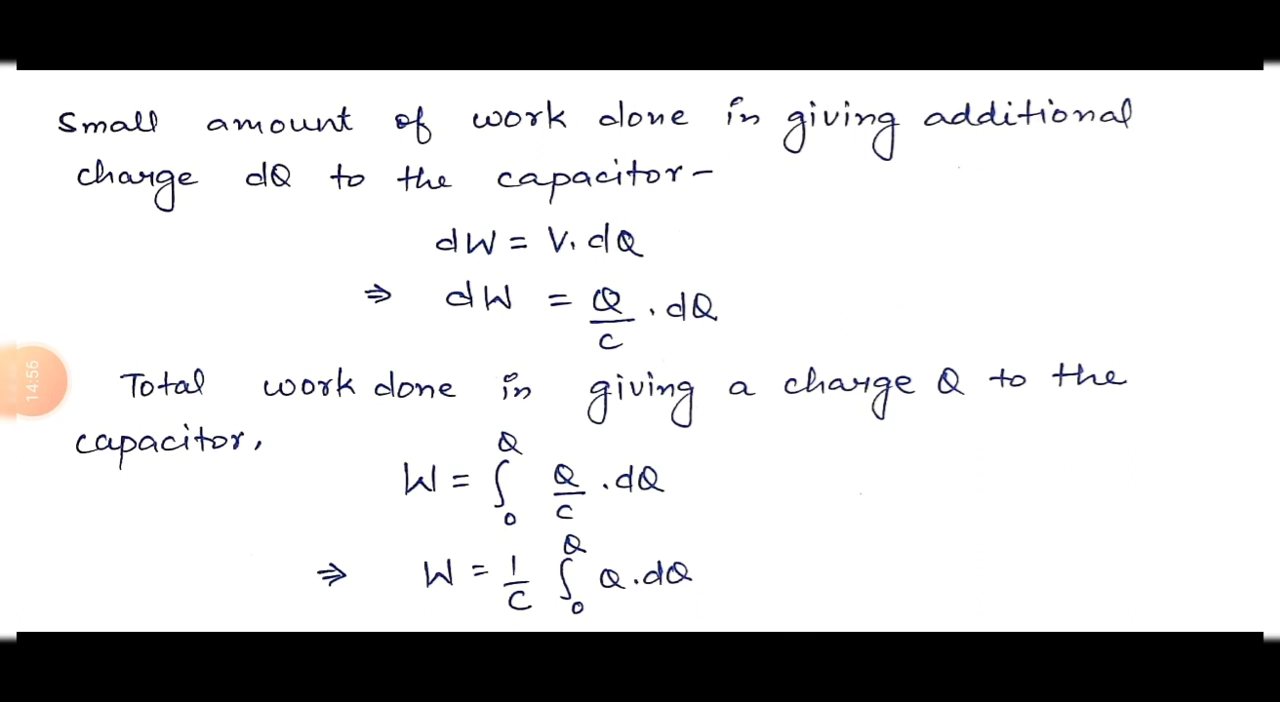 Small amount of work done in giving additional
charge dQ to the capacitor-
dW = V. dQ
⇒ dW = Q/C . dQ
14:56
Total work done in giving a charge Q to the
capacitor,
W = ∫₀^Q Q/C .dQ
⇒ W = 1/C ∫₀^Q Q.dQ